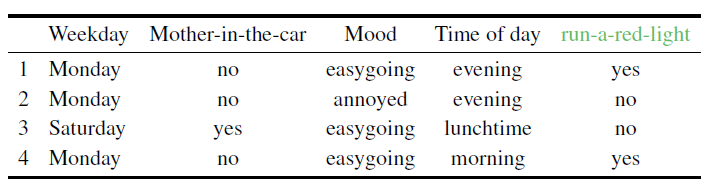 Weekday Mother-in-the-car Mood Time of day run-a-red-light
1 Monday no easygoing evening yes
2 Monday no annoyed evening no
3 Saturday yes easygoing lunchtime no
4 Monday no easygoing morning yes